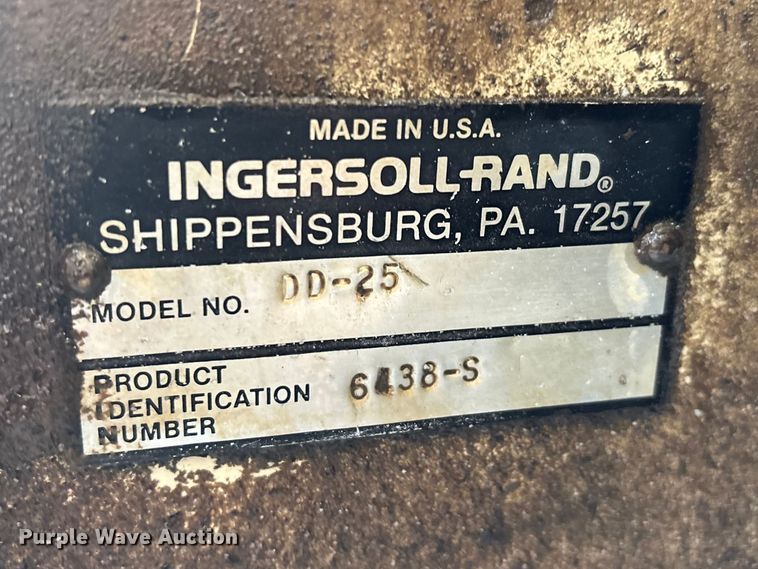 MADE IN U.S.A.
INGERSOLL-RAND®
SHIPPENSBURG, PA. 17257
MODEL NO. DD-25
PRODUCT
IDENTIFICATION 6438-S
NUMBER
Purple Wave Auction